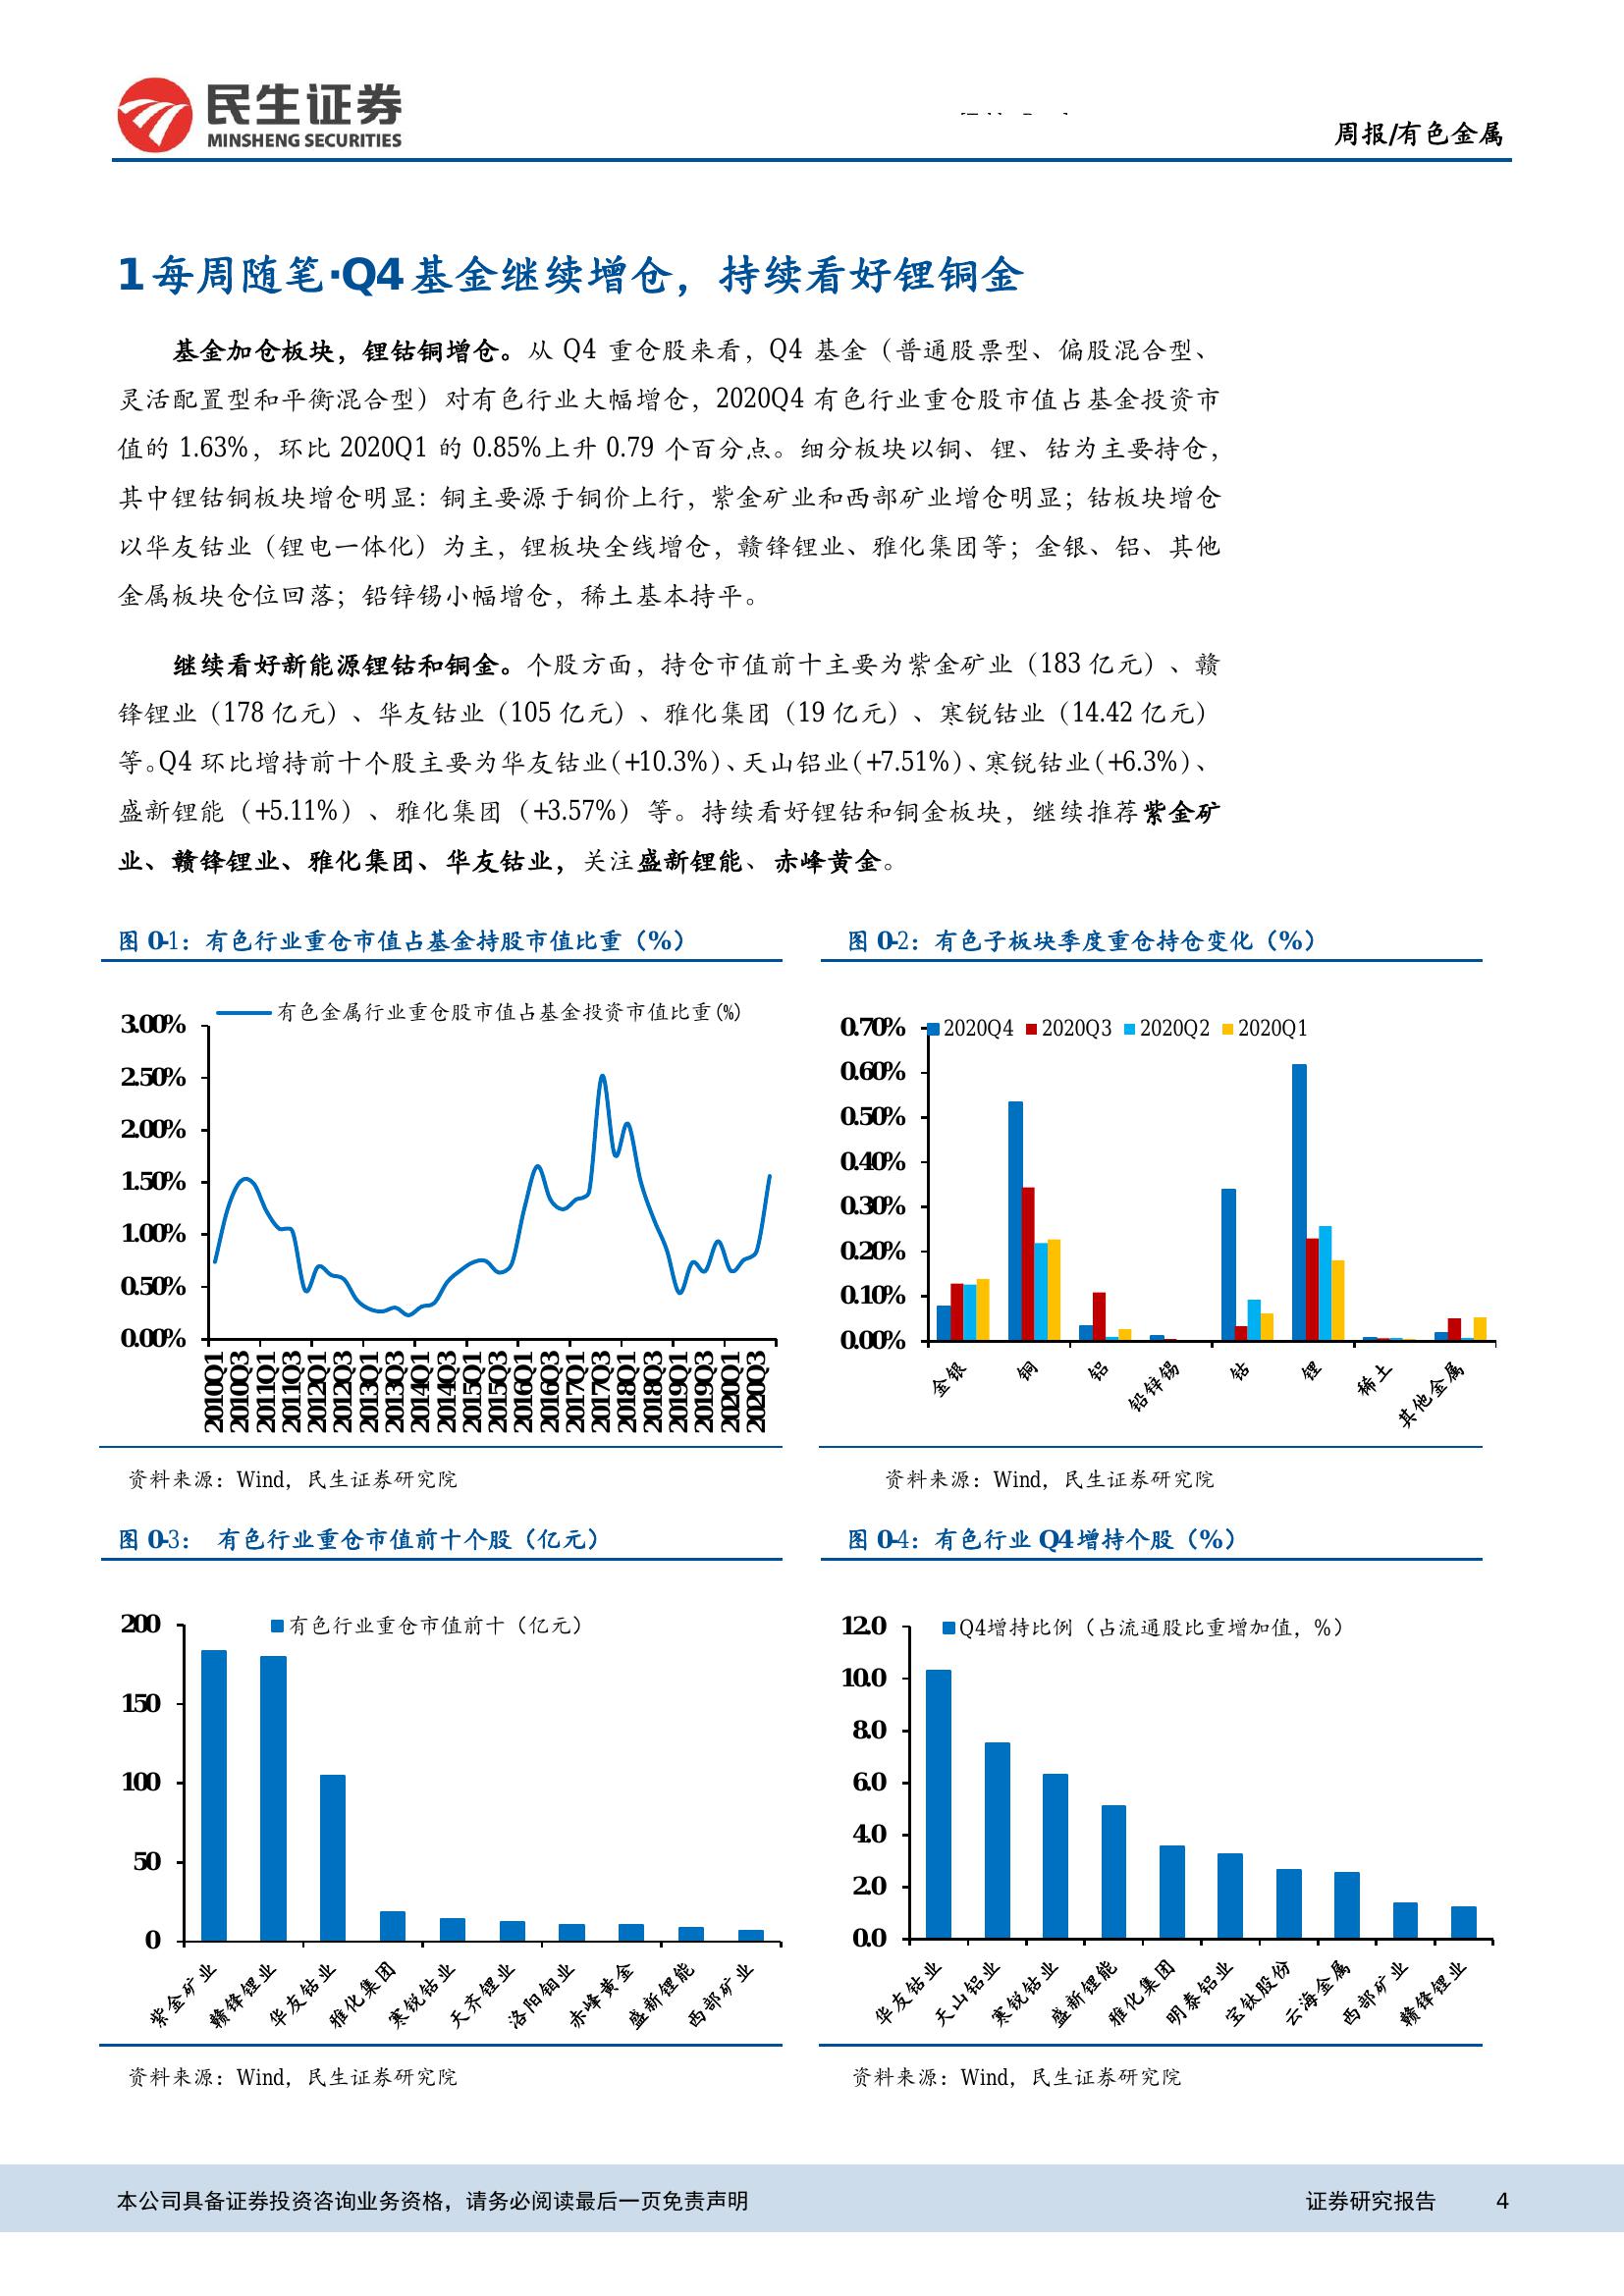 民生证券
MINSHENG SECURITIES
周报/有色金属
1 每周随笔·Q4 基金继续增仓，持续看好锂铜金
基金加仓板块，锂钴铜增仓。从 Q4 重仓股来看，Q4 基金（普通股票型、偏股混合型、
灵活配置型和平衡混合型）对有色行业大幅增仓，2020Q4 有色行业重仓股市值占基金投资市
值的 1.63%，环比 2020Q1 的 0.85%上升 0.79 个百分点。细分板块以铜、锂、钴为主要持仓，
其中锂钴铜板块增仓明显：铜主要源于铜价上行，紫金矿业和西部矿业增仓明显；钴板块增仓
以华友钴业（锂电一体化）为主，锂板块全线增仓，赣锋锂业、雅化集团等；金银、铝、其他
金属板块仓位回落；铅锌锡小幅增仓，稀土基本持平。
继续看好新能源锂钴和铜金。个股方面，持仓市值前十主要为紫金矿业（183 亿元）、赣
锋锂业（178 亿元）、华友钴业（105 亿元）、雅化集团（19 亿元）、寒锐钴业（14.42 亿元）
等。Q4 环比增持前十个股主要为华友钴业(+10.3%)、天山铝业(+7.51%)、寒锐钴业(+6.3%)、
盛新锂能（+5.11%）、雅化集团（+3.57%）等。持续看好锂钴和铜金板块，继续推荐紫金矿
业、赣锋锂业、雅化集团、华友钴业，关注盛新锂能、赤峰黄金。
图 0-1：有色行业重仓市值占基金持股市值比重（%）
有色金属行业重仓股市值占基金投资市值比重(%)
3.00%
2.50%
2.00%
1.50%
1.00%
0.50%
0.00%
2010Q1
2010Q3
2011Q1
2011Q3
2012Q1
2012Q3
2013Q1
2013Q3
2014Q1
2014Q3
2015Q1
2015Q3
2016Q1
2016Q3
2017Q1
2017Q3
2018Q1
2018Q3
2019Q1
2019Q3
2020Q1
2020Q3
资料来源：Wind，民生证券研究院
图 0-2：有色子板块季度重仓持仓变化（%）
2020Q4 2020Q3 2020Q2 2020Q1
0.70%
0.60%
0.50%
0.40%
0.30%
0.20%
0.10%
0.00%
金银
铜
铝
铅锌锡
钴
锂
稀土
其他金属
资料来源：Wind，民生证券研究院
图 0-3： 有色行业重仓市值前十个股（亿元）
有色行业重仓市值前十（亿元）
200
150
100
50
0
紫金矿业
赣锋锂业
华友钴业
雅化集团
寒锐钴业
天齐锂业
洛阳钼业
赤峰黄金
盛新锂能
西部矿业
资料来源：Wind，民生证券研究院
图 0-4：有色行业 Q4 增持个股（%）
Q4增持比例（占流通股比重增加值，%）
12.0
10.0
8.0
6.0
4.0
2.0
0.0
华友钴业
天山铝业
寒锐钴业
盛新锂能
雅化集团
明泰铝业
宝钛股份
云海金属
西部矿业
赣锋锂业
资料来源：Wind，民生证券研究院
本公司具备证券投资咨询业务资格，请务必阅读最后一页免责声明
证券研究报告 4